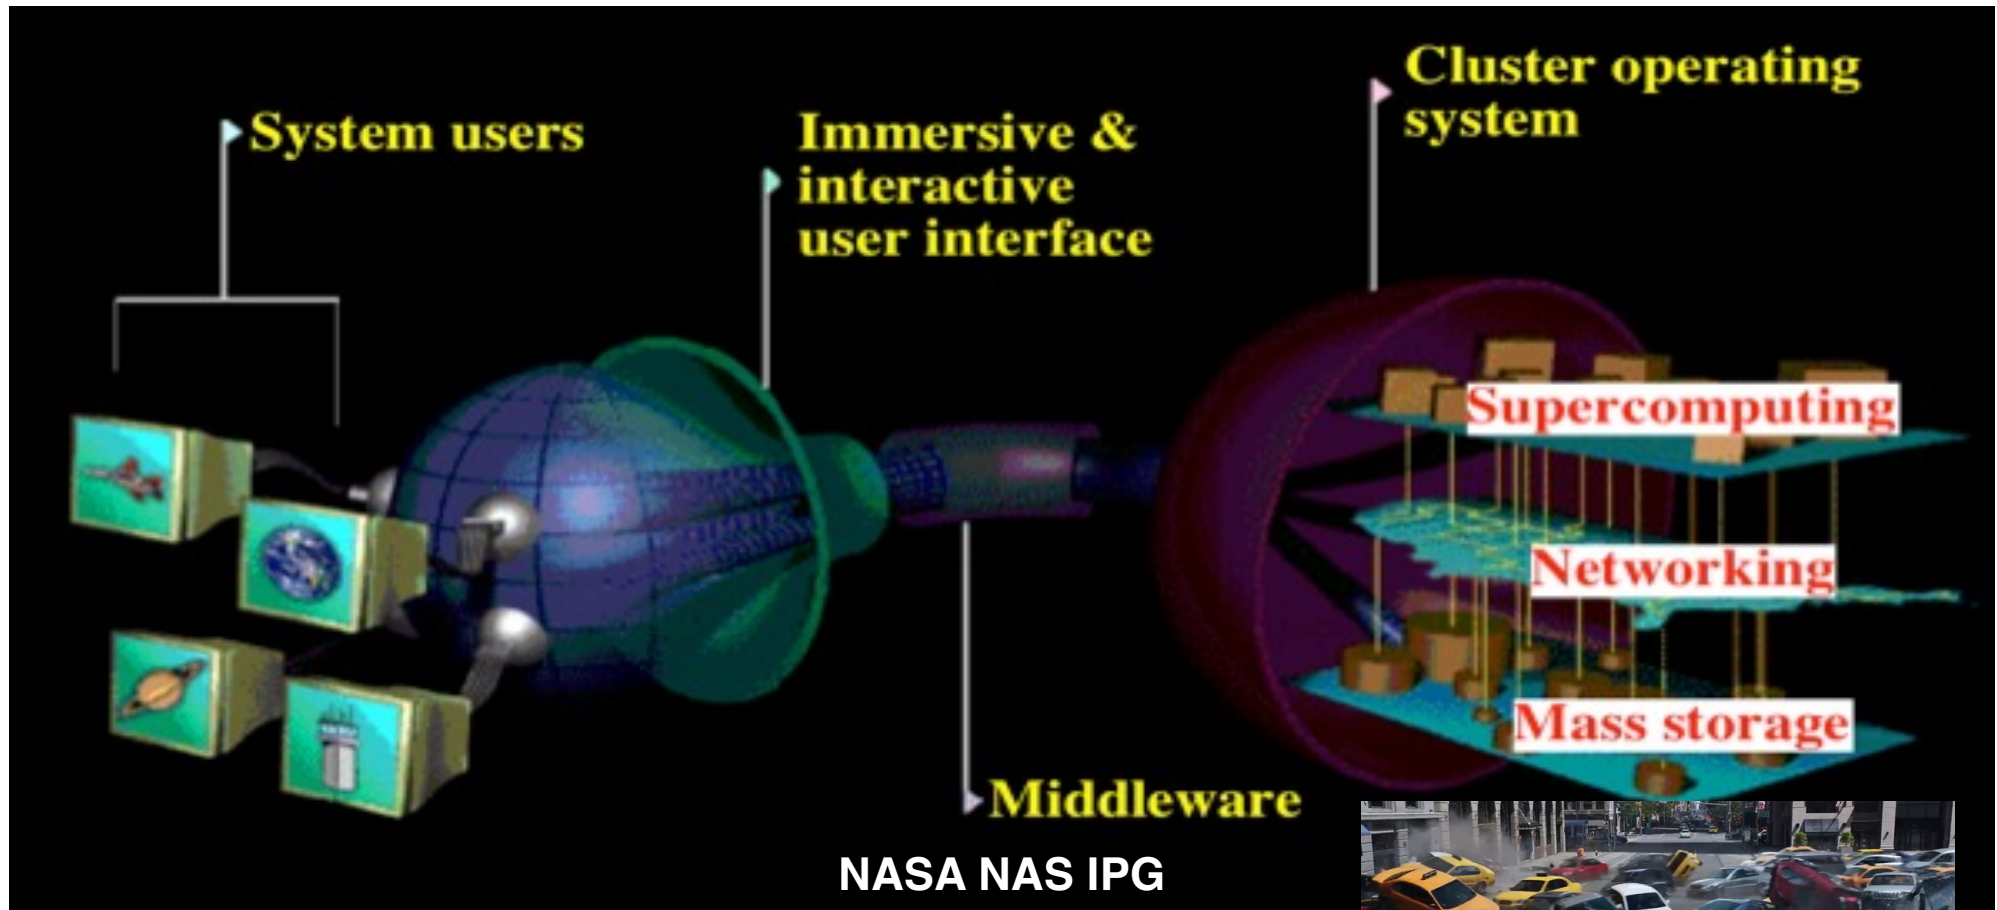 System users
Immersive &
interactive
user interface
Cluster operating
system
Supercomputing
Networking
Mass storage
Middleware
NASA NAS IPG